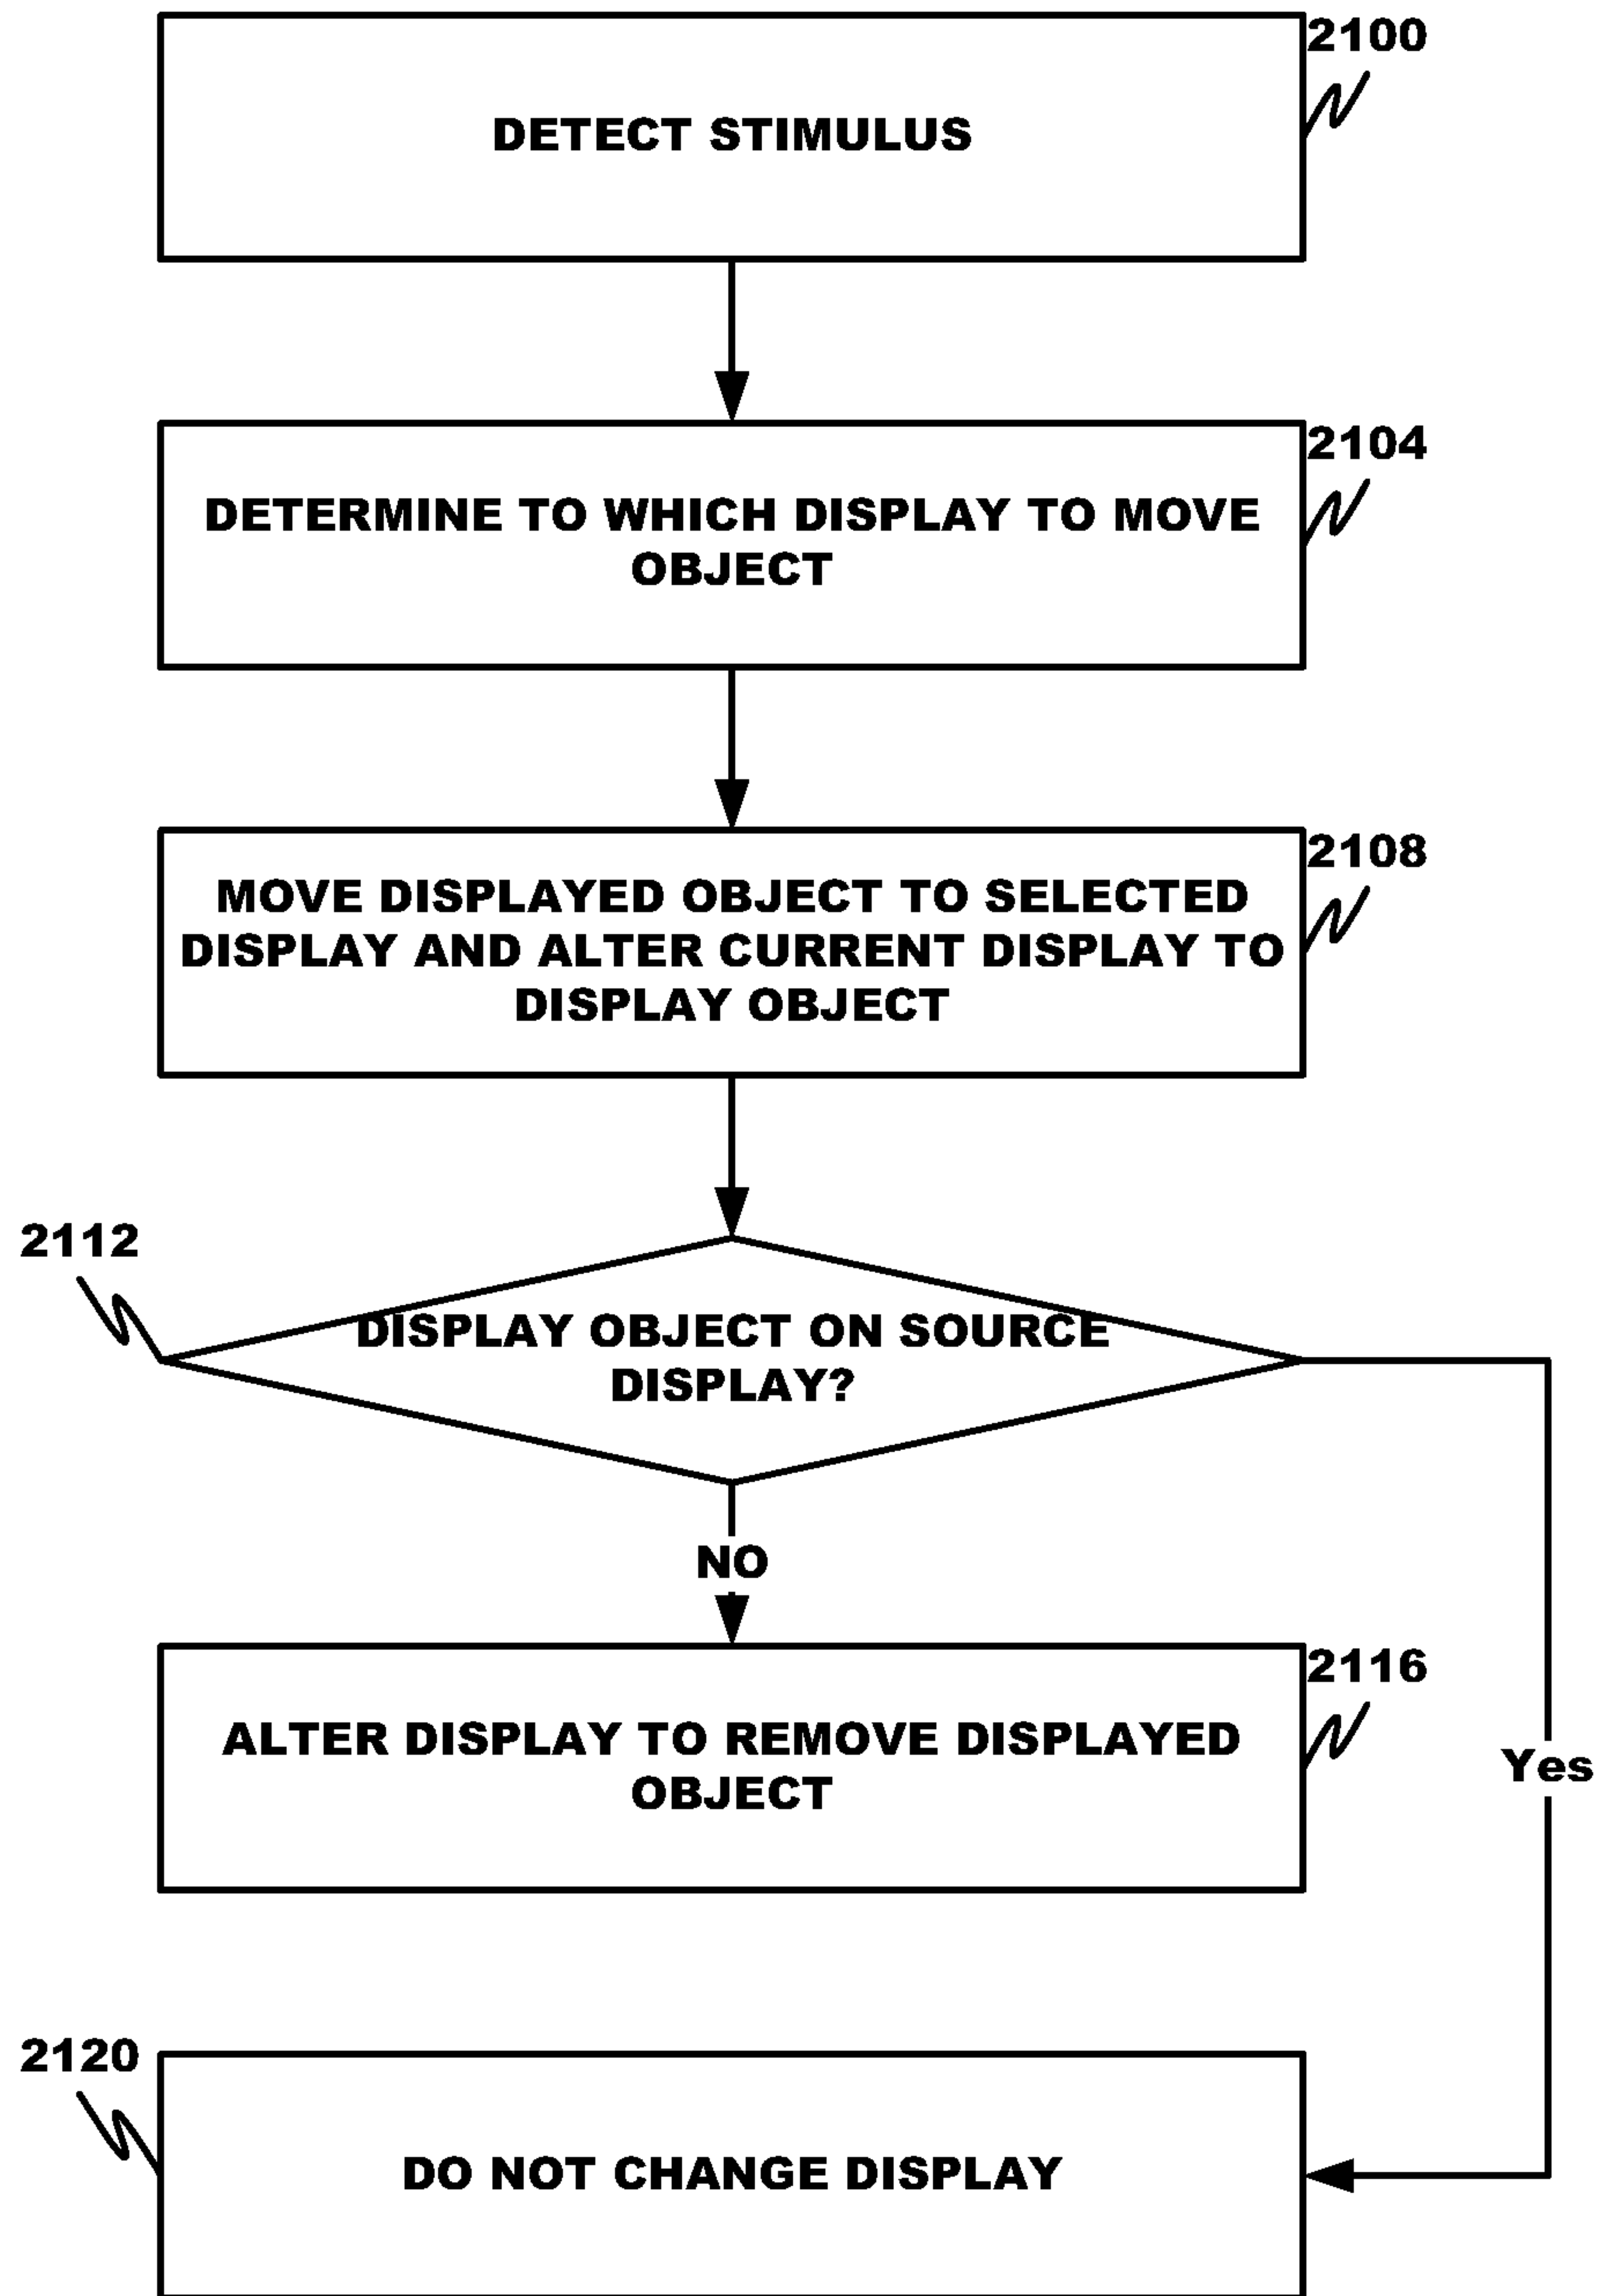 2100
DETECT STIMULUS
2104
DETERMINE TO WHICH DISPLAY TO MOVE
OBJECT
2108
MOVE DISPLAYED OBJECT TO SELECTED
DISPLAY AND ALTER CURRENT DISPLAY TO
DISPLAY OBJECT
2112
DISPLAY OBJECT ON SOURCE
DISPLAY?
NO
2116
ALTER DISPLAY TO REMOVE DISPLAYED
OBJECT
Yes
2120
DO NOT CHANGE DISPLAY